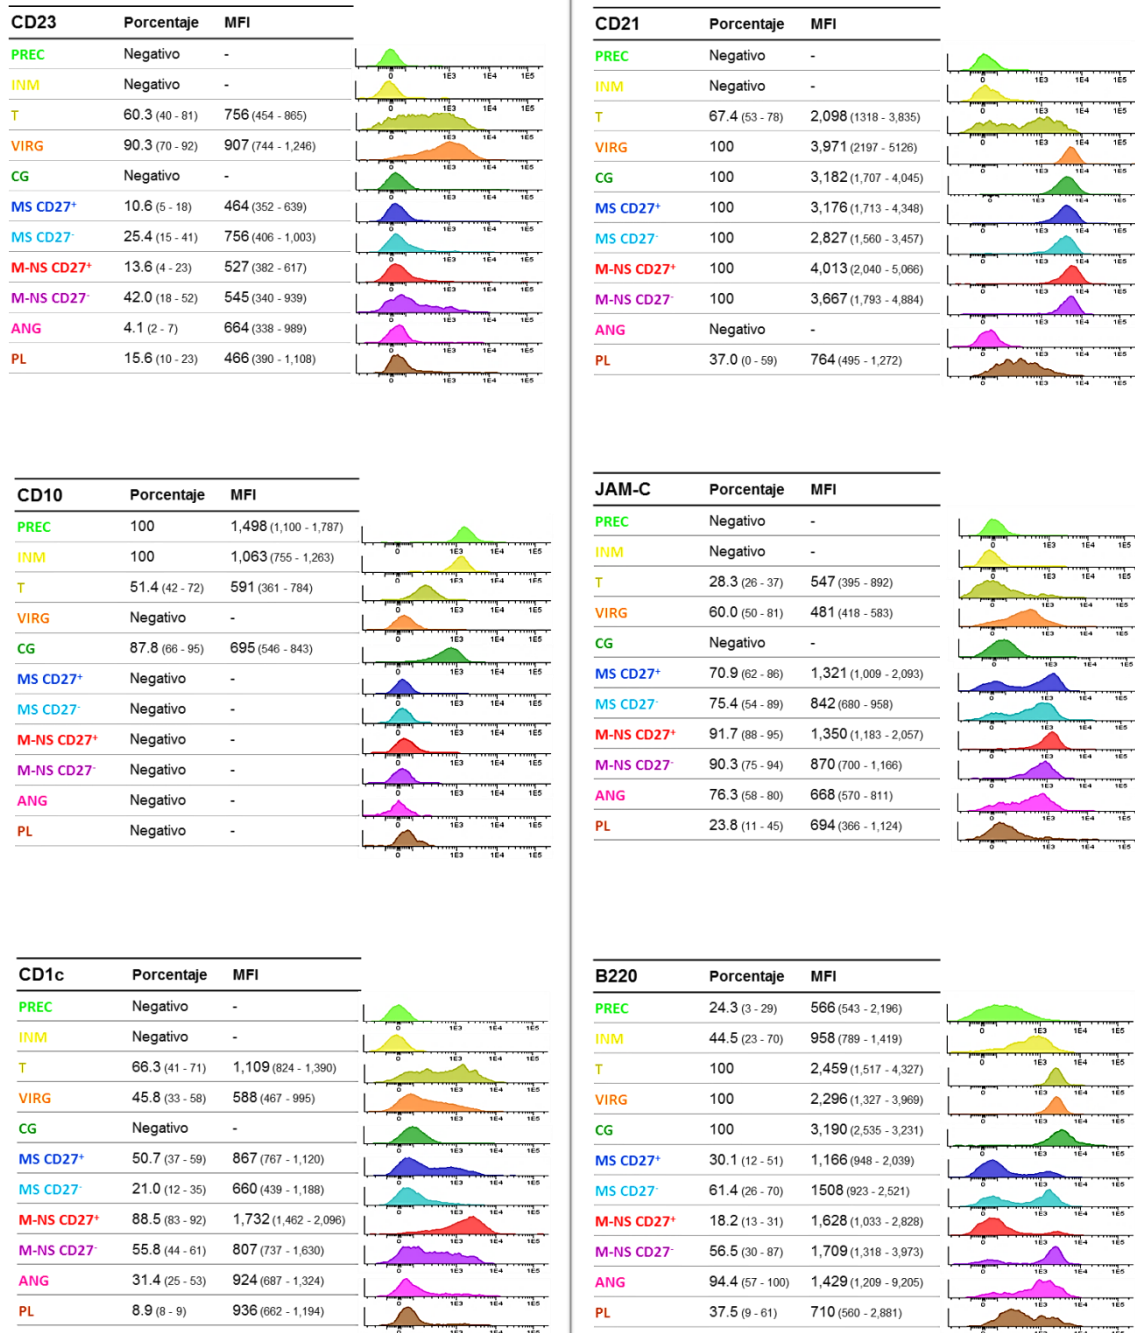 CD23 Porcentaje MFI
PREC Negativo -
INM Negativo -
T 60.3 (40 - 81) 756 (454 - 865)
VIRG 90.3 (70 - 92) 907 (744 - 1,246)
CG Negativo -
MS CD27+ 10.6 (5 - 18) 464 (352 - 639)
MS CD27- 25.4 (15 - 41) 756 (406 - 1,003)
M-NS CD27+ 13.6 (4 - 23) 527 (382 - 617)
M-NS CD27- 42.0 (18 - 52) 545 (340 - 939)
ANG 4.1 (2 - 7) 664 (338 - 989)
PL 15.6 (10 - 23) 466 (390 - 1,108)
0 1E3 1E4 1E5
CD21 Porcentaje MFI
PREC Negativo -
INM Negativo -
T 67.4 (53 - 78) 2,098 (1318 - 3,835)
VIRG 100 3,971 (2197 - 5126)
CG 100 3,182 (1,707 - 4,045)
MS CD27+ 100 3,176 (1,713 - 4,348)
MS CD27- 100 2,827 (1,560 - 3,457)
M-NS CD27+ 100 4,013 (2,040 - 5,066)
M-NS CD27- 100 3,667 (1,793 - 4,884)
ANG Negativo -
PL 37.0 (0 - 59) 764 (495 - 1,272)
0 1E3 1E4 1E5
CD10 Porcentaje MFI
PREC 100 1,498 (1,100 - 1,787)
INM 100 1,063 (755 - 1,263)
T 51.4 (42 - 72) 591 (361 - 784)
VIRG Negativo -
CG 87.8 (66 - 95) 695 (546 - 843)
MS CD27+ Negativo -
MS CD27- Negativo -
M-NS CD27+ Negativo -
M-NS CD27- Negativo -
ANG Negativo -
PL Negativo -
0 1E3 1E4 1E5
JAM-C Porcentaje MFI
PREC Negativo -
INM Negativo -
T 28.3 (26 - 37) 547 (395 - 892)
VIRG 60.0 (50 - 81) 481 (418 - 583)
CG Negativo -
MS CD27+ 70.9 (62 - 86) 1,321 (1,009 - 2,093)
MS CD27- 75.4 (54 - 89) 842 (680 - 958)
M-NS CD27+ 91.7 (88 - 95) 1,350 (1,183 - 2,057)
M-NS CD27- 90.3 (75 - 94) 870 (700 - 1,166)
ANG 76.3 (58 - 80) 668 (570 - 811)
PL 23.8 (11 - 45) 694 (366 - 1,124)
0 1E3 1E4 1E5
CD1c Porcentaje MFI
PREC Negativo -
INM Negativo -
T 66.3 (41 - 71) 1,109 (824 - 1,390)
VIRG 45.8 (33 - 58) 588 (467 - 995)
CG Negativo -
MS CD27+ 50.7 (37 - 59) 867 (767 - 1,120)
MS CD27- 21.0 (12 - 35) 660 (439 - 1,188)
M-NS CD27+ 88.5 (83 - 92) 1,732 (1,462 - 2,096)
M-NS CD27- 55.8 (44 - 61) 807 (737 - 1,630)
ANG 31.4 (25 - 53) 924 (687 - 1,324)
PL 8.9 (8 - 9) 936 (662 - 1,194)
0 1E3 1E4 1E5
B220 Porcentaje MFI
PREC 24.3 (3 - 29) 566 (543 - 2,196)
INM 44.5 (23 - 70) 958 (789 - 1,419)
T 100 2,459 (1,517 - 4,327)
VIRG 100 2,296 (1,327 - 3,969)
CG 100 3,190 (2,535 - 3,231)
MS CD27+ 30.1 (12 - 51) 1,166 (948 - 2,039)
MS CD27- 61.4 (26 - 70) 1508 (923 - 2,521)
M-NS CD27+ 18.2 (13 - 31) 1,628 (1,033 - 2,828)
M-NS CD27- 56.5 (30 - 87) 1,709 (1,318 - 3,973)
ANG 94.4 (57 - 100) 1,429 (1,209 - 9,205)
PL 37.5 (9 - 61) 710 (560 - 2,881)
0 1E3 1E4 1E5